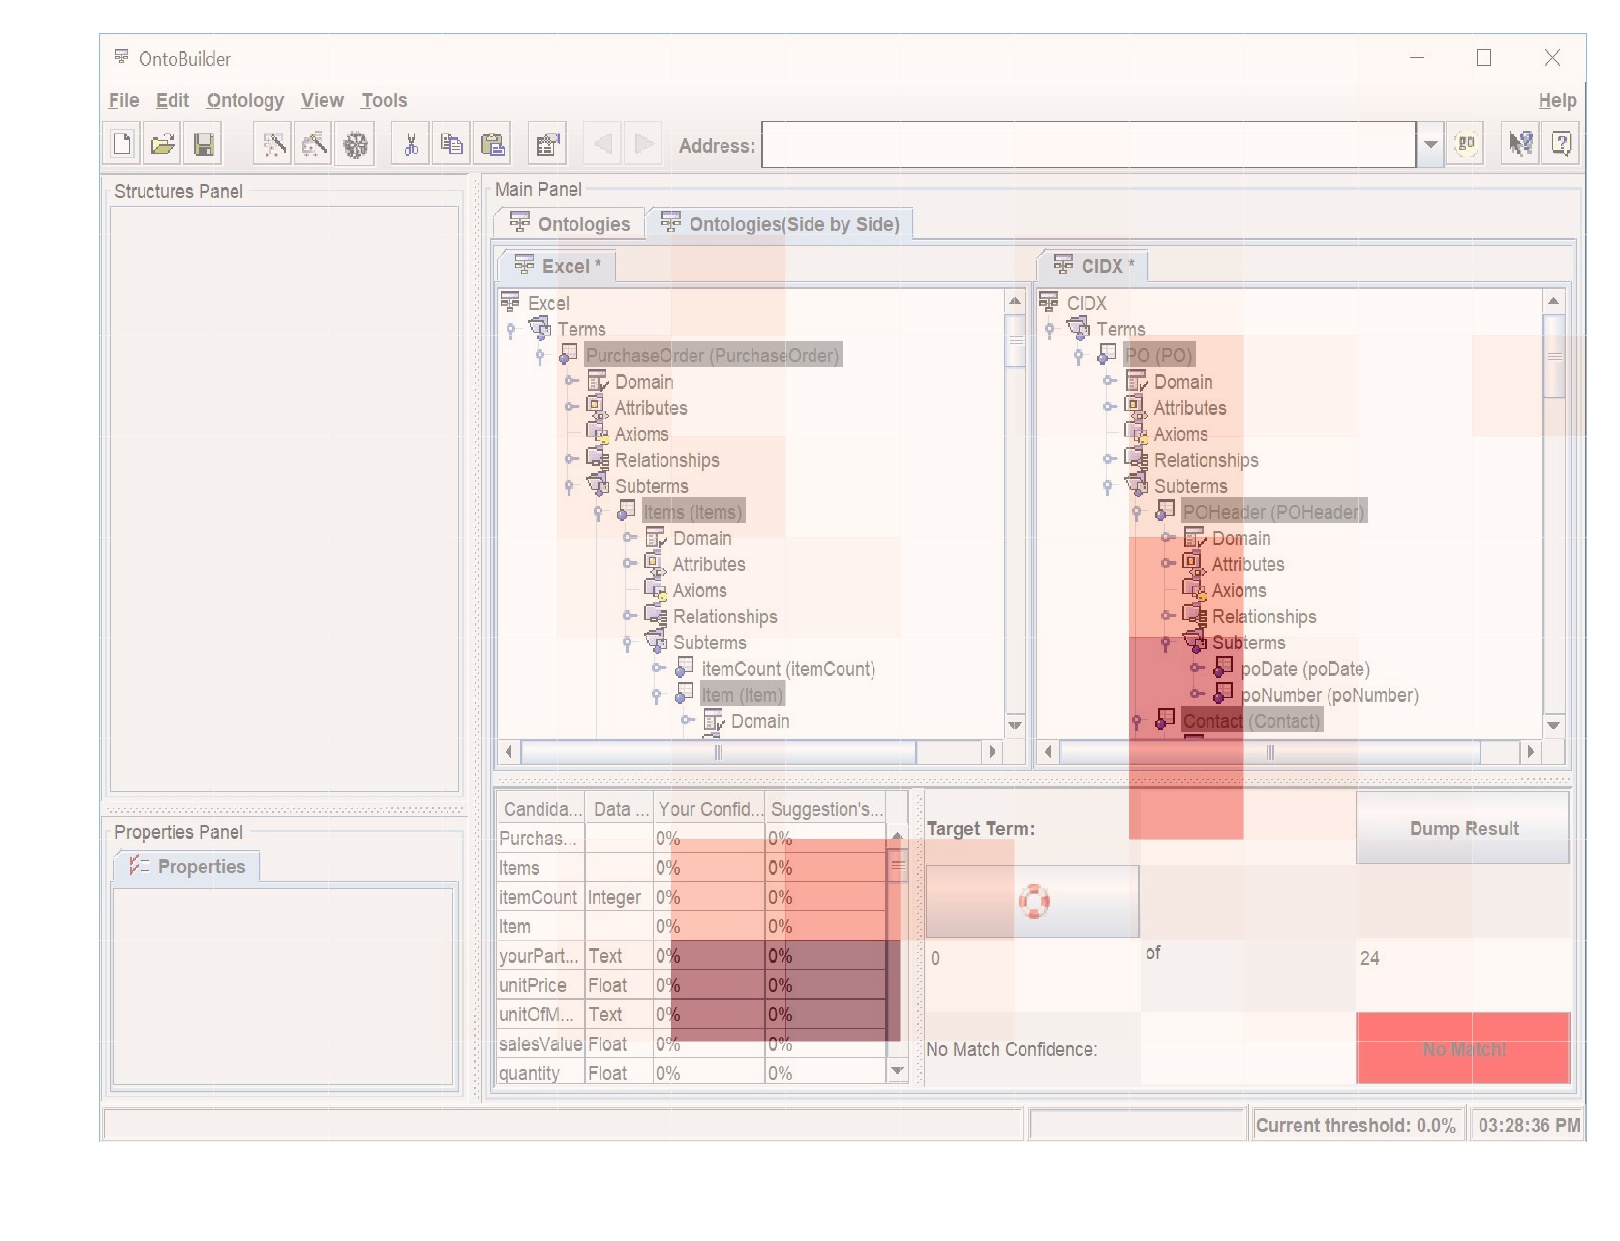 OntoBuilder
File Edit Ontology View Tools Help
Address: go
Structures Panel
Main Panel
Ontologies Ontologies(Side by Side)
Excel *
Excel
Terms
PurchaseOrder (PurchaseOrder)
Domain
Attributes
Axioms
Relationships
Subterms
Items (Items)
Domain
Attributes
Axioms
Relationships
Subterms
itemCount (itemCount)
Item (Item)
Domain
CIDX *
CIDX
Terms
PO (PO)
Domain
Attributes
Axioms
Relationships
Subterms
POHeader (POHeader)
Domain
Attributes
Axioms
Relationships
Subterms
poDate (poDate)
poNumber (poNumber)
Contact (Contact)
Properties Panel
Properties
Candida... Data ... Your Confid... Suggestion's...
Purchas... 0% 0%
Items 0% 0%
itemCount Integer 0% 0%
Item 0% 0%
yourPart... Text 0% 0%
unitPrice Float 0% 0%
unitOfM... Text 0% 0%
salesValue Float 0% 0%
quantity Float 0% 0%
Target Term: Dump Result
0 of 24
No Match Confidence: No Match!
Current threshold: 0.0% 03:28:36 PM